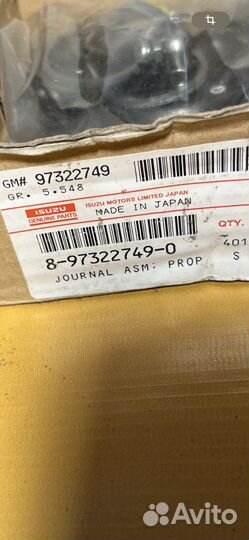 GM# 97322749
GR. 5.548
ISUZU
GENUINE PARTS
ISUZU MOTORS LIMITED JAPAN
MADE IN JAPAN
QTY.
8-97322749-0
401
JOURNAL ASM; PROP S
Avito